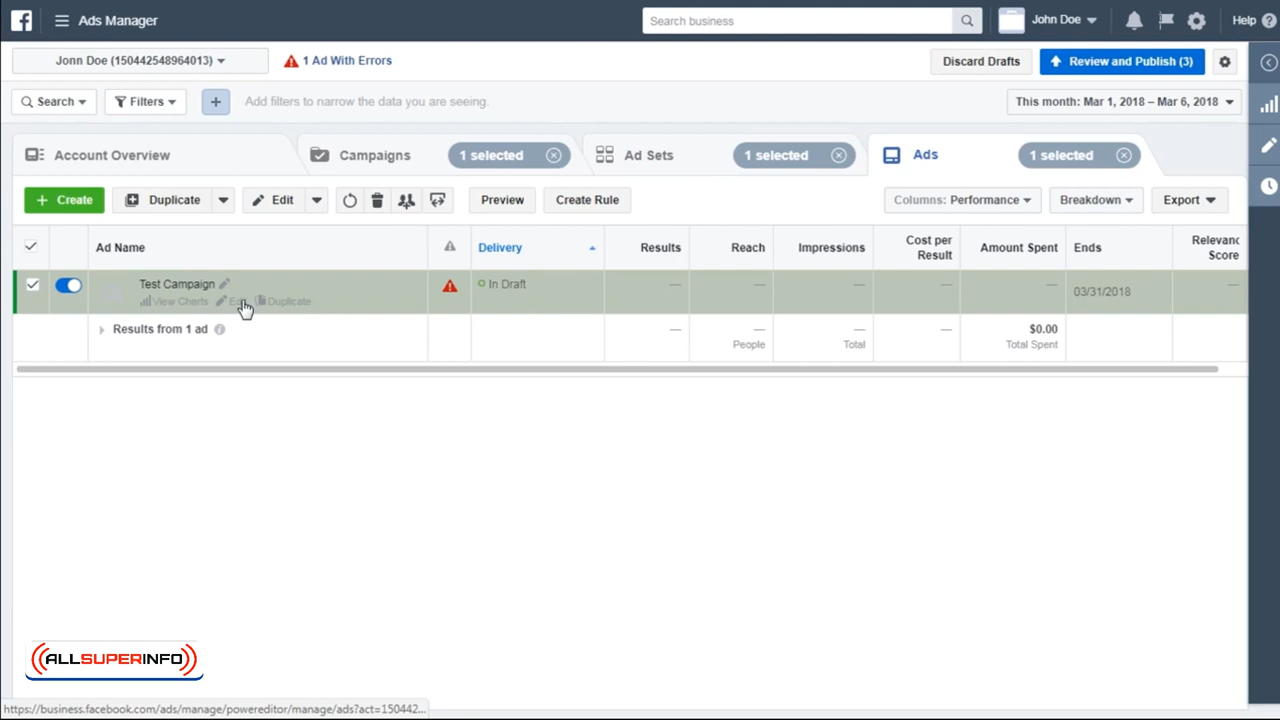 f Ads Manager Search business John Doe Help
Jonn Doe (150442548964013) 1 Ad With Errors Discard Drafts Review and Publish (3)
Search Filters + Add filters to narrow the data you are seeing. This month: Mar 1, 2018 – Mar 6, 2018
Account Overview Campaigns 1 selected Ad Sets 1 selected Ads 1 selected
+ Create Duplicate Edit Preview Create Rule Columns: Performance Breakdown Export
Ad Name Delivery Results Reach Impressions Cost per Result Amount Spent Ends Relevanc Score
Test Campaign In Draft — — — — — 03/31/2018 —
View Charts Duplicate
Results from 1 ad — — — — $0.00
People Total Total Spent
ALLSUPERINFO
https://business.facebook.com/ads/manage/powereditor/manage/ads?act=150442...